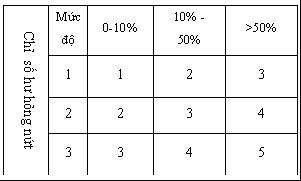 Chỉ số hư hỏng nứt
Mức độ 0-10% 10% - 50% >50%
1 1 2 3
2 2 3 4
3 3 4 5